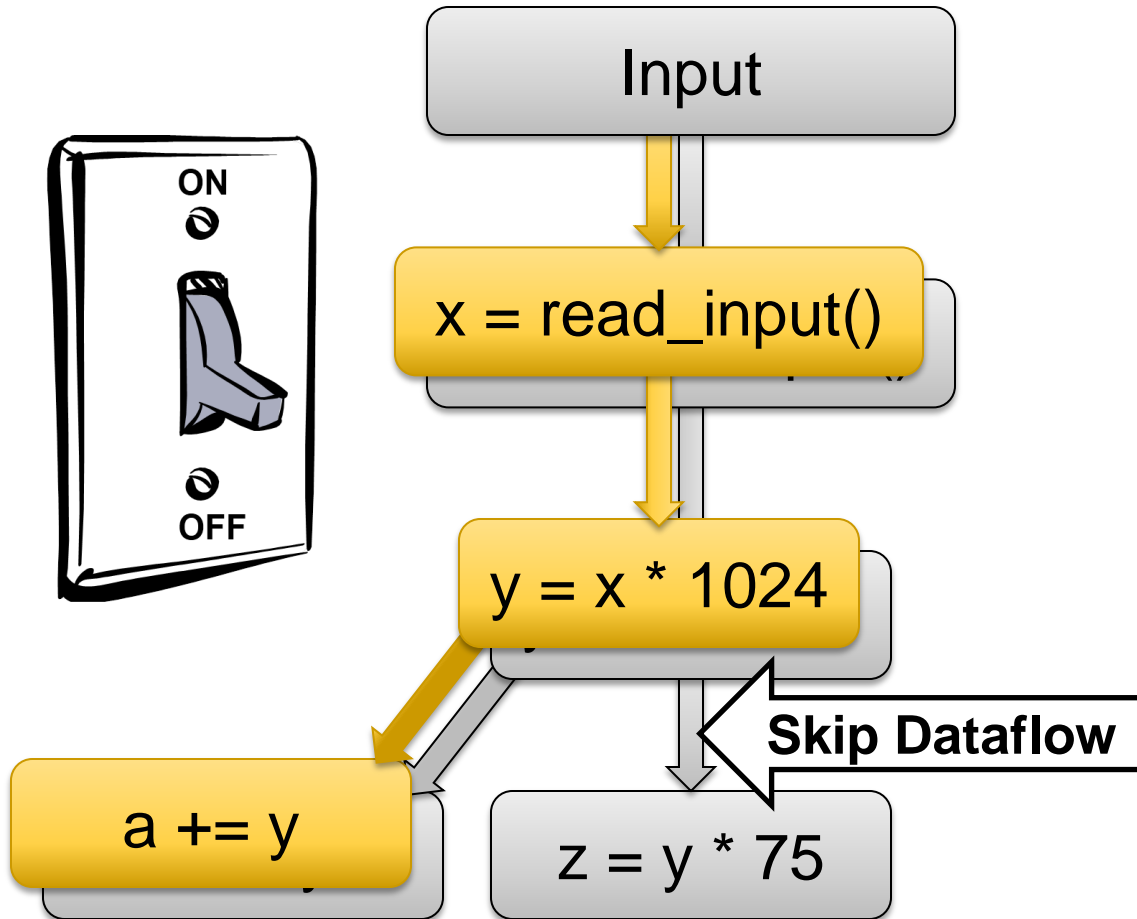 Input
ON
x = read_input()
OFF
y = x * 1024
Skip Dataflow
a += y
z = y * 75